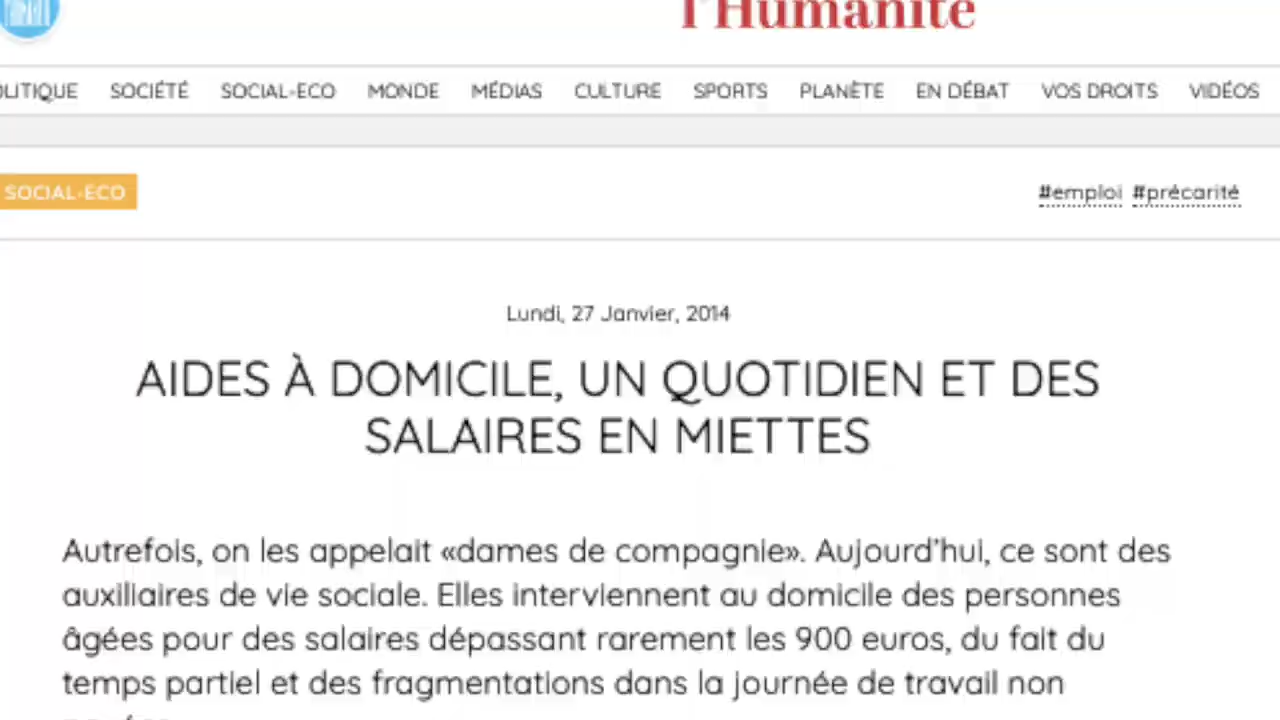 l'Humanité
SOCIÉTÉ SOCIAL-ECO MONDE MÉDIAS CULTURE SPORTS PLANÈTE EN DÉBAT VOS DROITS VIDÉOS
SOCIAL-ECO #emploi #précarité
Lundi, 27 Janvier, 2014
AIDES À DOMICILE, UN QUOTIDIEN ET DES
SALAIRES EN MIETTES
Autrefois, on les appelait «dames de compagnie». Aujourd'hui, ce sont des
auxiliaires de vie sociale. Elles interviennent au domicile des personnes
âgées pour des salaires dépassant rarement les 900 euros, du fait du
temps partiel et des fragmentations dans la journée de travail non